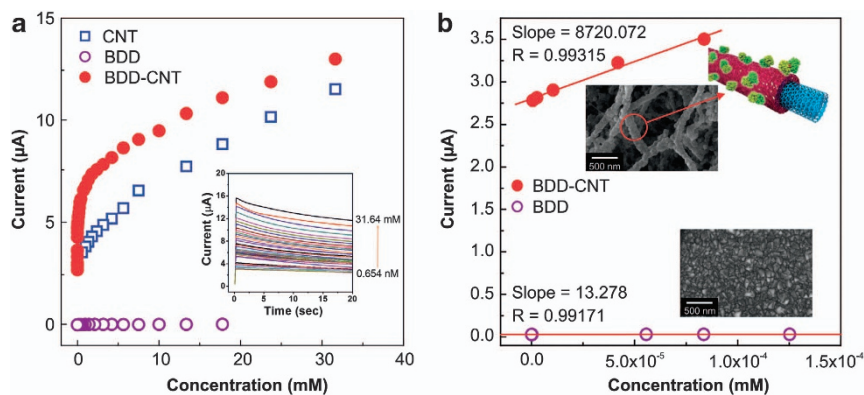 a
15
10
5
0
Current (µA)
CNT
BDD
BDD-CNT
0
10
20
30
40
Concentration (mM)
20
16
12
8
4
0
Current (µA)
31.64 mM
0.654 nM
0
5
10
15
20
Time (sec)
b
3.5
3.0
2.5
2.0
1.5
1.0
0.5
0.0
Current (µA)
Slope = 8720.072
R = 0.99315
500 nm
BDD-CNT
BDD
500 nm
Slope = 13.278
R = 0.99171
0.0
5.0x10-5
1.0x10-4
1.5x10-4
Concentration (mM)